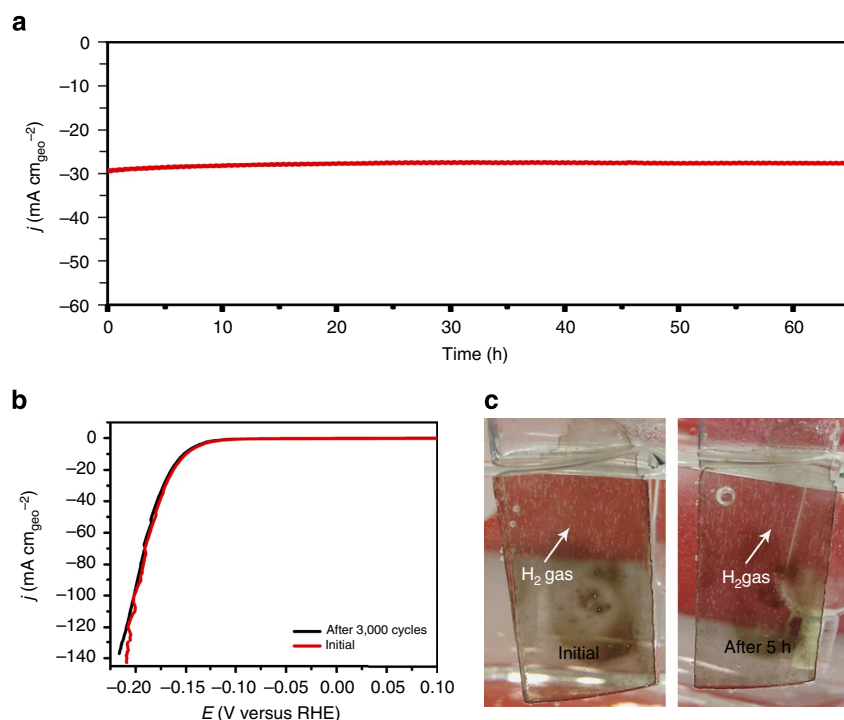 a
0
−10
−20
−30
−40
−50
−60
j (mA cm_geo⁻²)
0 10 20 30 40 50 60
Time (h)
b
0
−20
−40
−60
−80
−100
−120
−140
j (mA cm_geo⁻²)
After 3,000 cycles
Initial
−0.20 −0.15 −0.10 −0.05 0.00 0.05 0.10
E (V versus RHE)
c
H₂ gas
Initial
H₂gas
After 5 h